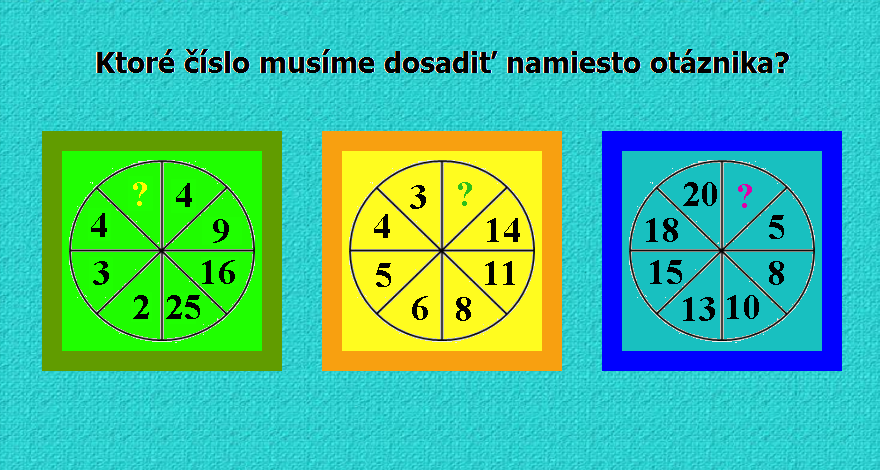 Ktoré číslo musíme dosadiť namiesto otáznika?
? 4 3 ? 20 ?
4 9 4 14 18 5
3 16 5 11 15 8
2 25 6 8 13 10